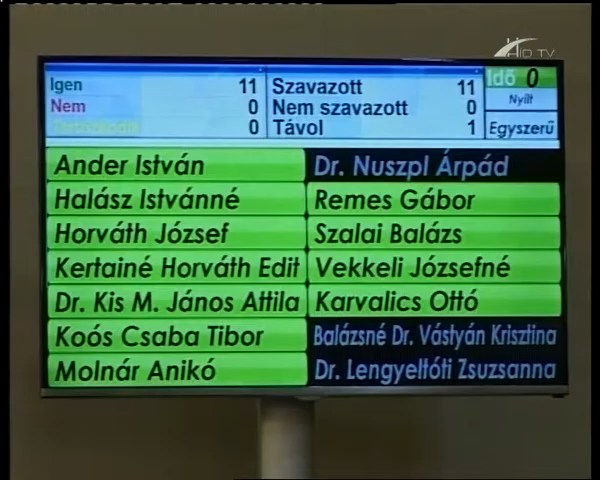 HÍD TV
Igen 11 Szavazott 11 Idő 0
Nem 0 Nem szavazott 0 Nyílt
Tartózkodás 0 Távol 1 Egyszerű
Ander István Dr. Nuszpl Árpád
Halász Istvánné Remes Gábor
Horváth József Szalai Balázs
Kertainé Horváth Edit Vekkeli Józsefné
Dr. Kis M. János Attila Karvalics Ottó
Koós Csaba Tibor Balázsné Dr. Vástyán Krisztina
Molnár Anikó Dr. Lengyeltóti Zsuzsanna